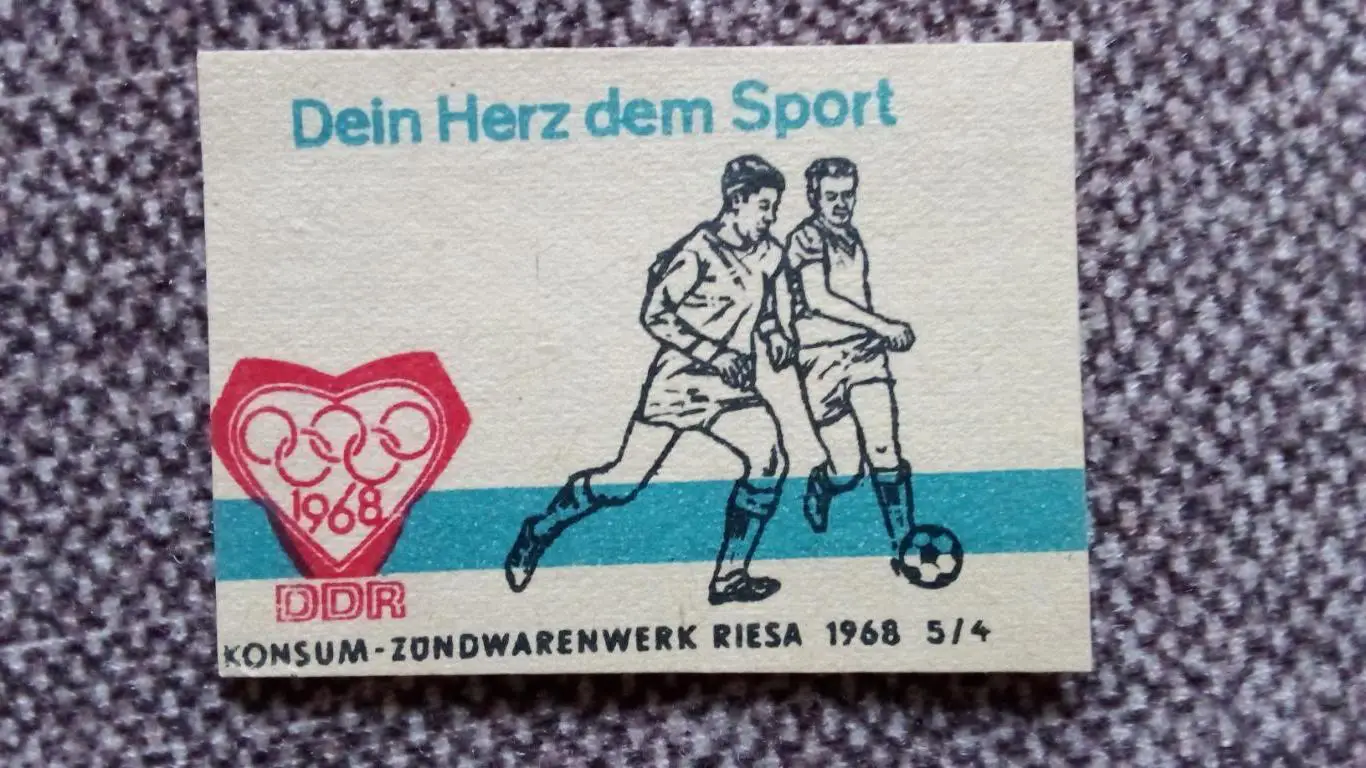 Dein Herz dem Sport
1968
DDR
KONSUM-ZÜNDWARENWERK RIESA 1968 5/4